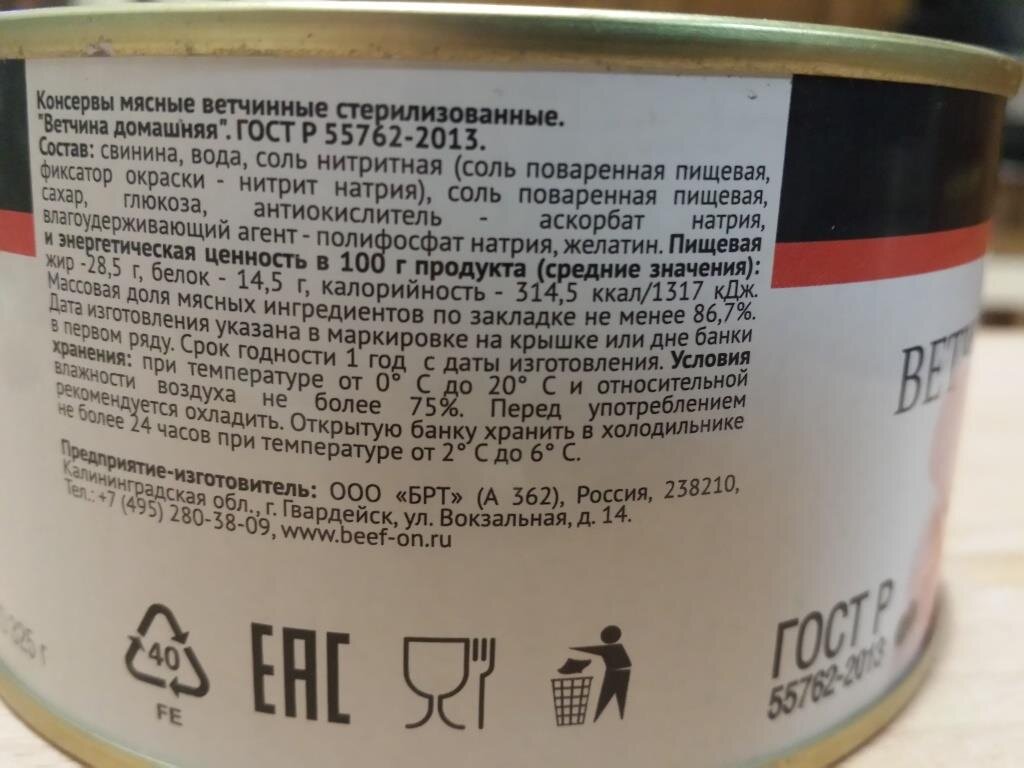 Консервы мясные ветчинные стерилизованные.
"Ветчина домашняя". ГОСТ Р 55762-2013.
Состав: свинина, вода, соль нитритная (соль поваренная пищевая,
фиксатор окраски - нитрит натрия), соль поваренная пищевая,
сахар, глюкоза, антиокислитель - аскорбат натрия,
влагоудерживающий агент - полифосфат натрия, желатин. Пищевая
и энергетическая ценность в 100 г продукта (средние значения):
жир -28,5 г, белок - 14,5 г, калорийность - 314,5 ккал/1317 кДж.
Массовая доля мясных ингредиентов по закладке не менее 86,7%.
Дата изготовления указана в маркировке на крышке или дне банки
в первом ряду. Срок годности 1 год с даты изготовления. Условия
хранения: при температуре от 0° С до 20° С и относительной
влажности воздуха не более 75%. Перед употреблением
рекомендуется охладить. Открытую банку хранить в холодильнике
не более 24 часов при температуре от 2° С до 6° С.
Предприятие-изготовитель: ООО «БРТ» (А 362), Россия, 238210,
Калининградская обл., г. Гвардейск, ул. Вокзальная, д. 14.
Тел.: +7 (495) 280-38-09, www.beef-on.ru
40
FE
EAC
ГОСТ Р
55762-2013